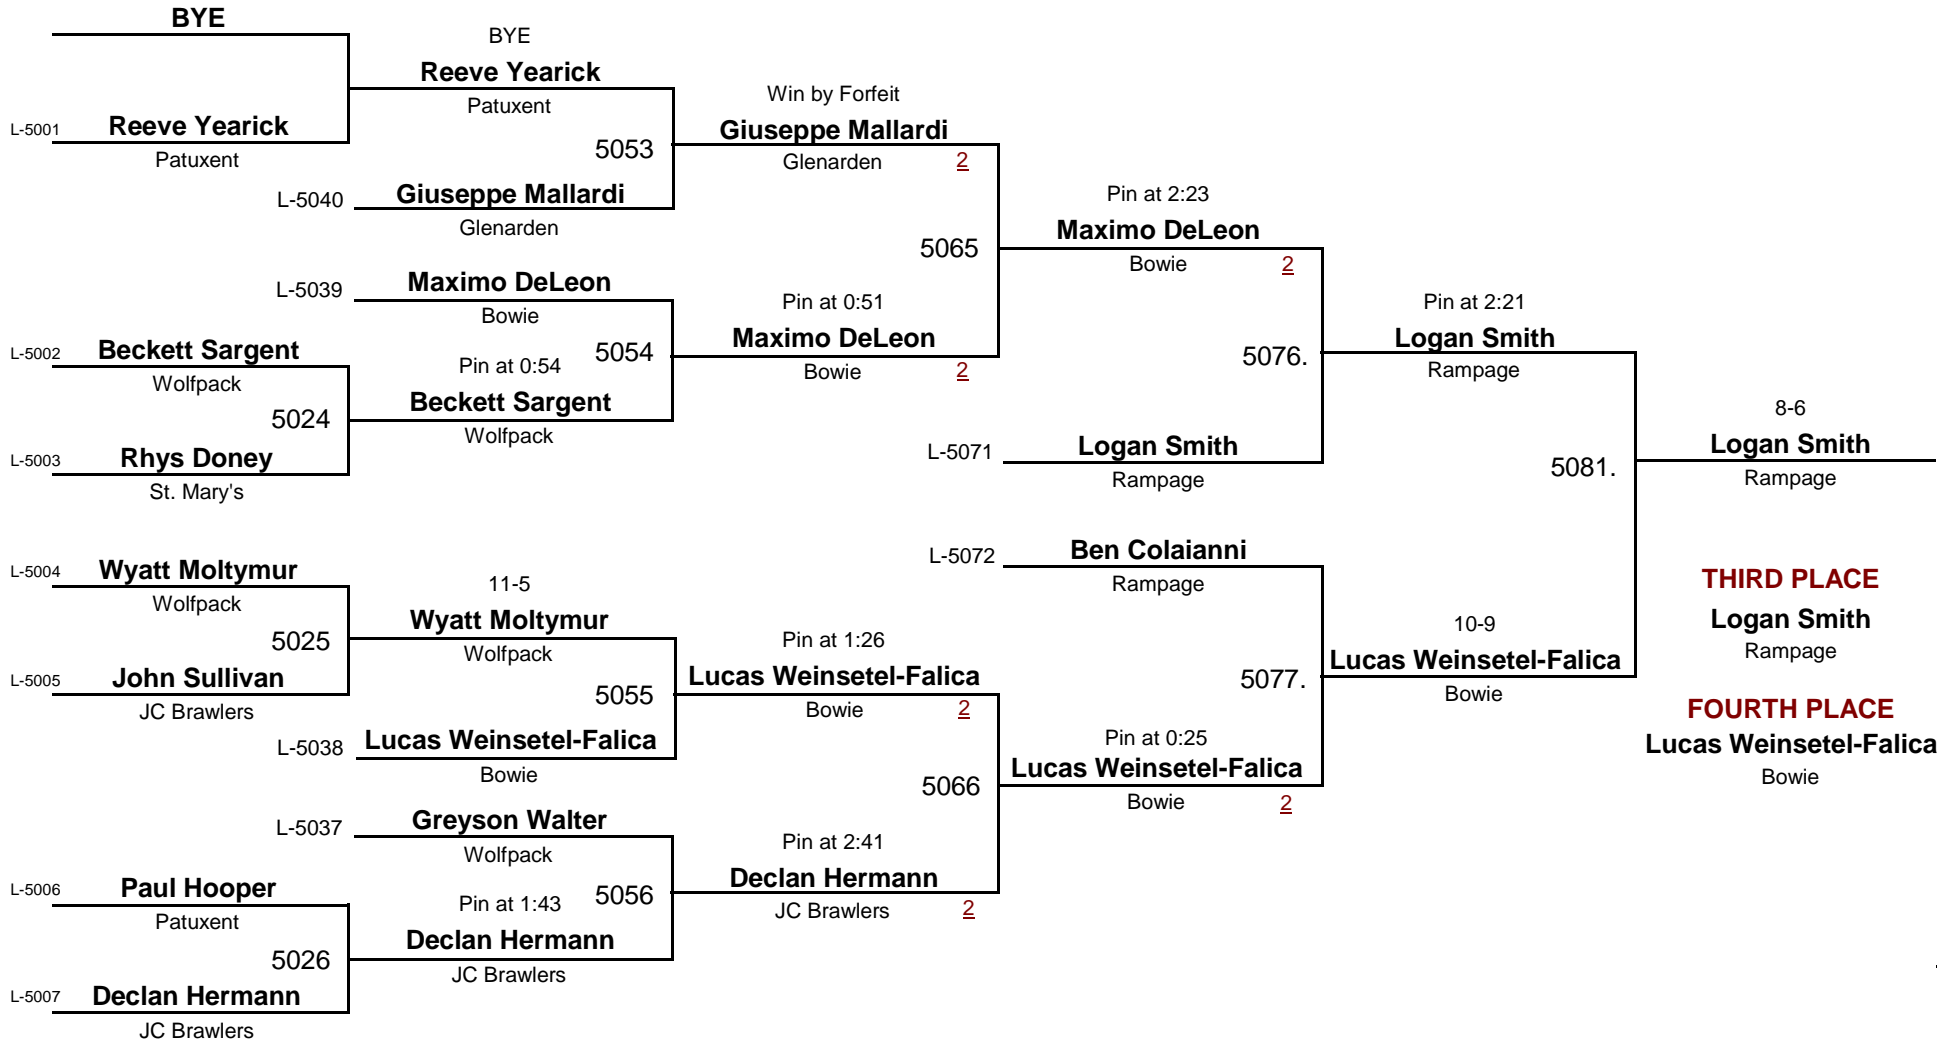 BYE
L-5001
Reeve Yearick
Patuxent
L-5002
Beckett Sargent
Wolfpack
5024
L-5003
Rhys Doney
St. Mary's
L-5004
Wyatt Moltymur
Wolfpack
5025
L-5005
John Sullivan
JC Brawlers
L-5006
Paul Hooper
Patuxent
5026
L-5007
Declan Hermann
JC Brawlers
BYE
Reeve Yearick
Patuxent
5053
L-5040
Giuseppe Mallardi
Glenarden
L-5039
Maximo DeLeon
Bowie
5054
Pin at 0:54
Beckett Sargent
Wolfpack
11-5
Wyatt Moltymur
Wolfpack
5055
L-5038
Lucas Weinsetel-Falica
Bowie
L-5037
Greyson Walter
Wolfpack
5056
Pin at 1:43
Declan Hermann
JC Brawlers
Win by Forfeit
Giuseppe Mallardi
Glenarden
2
5065
Pin at 0:51
Maximo DeLeon
Bowie
2
Pin at 1:26
Lucas Weinsetel-Falica
Bowie
2
5066
Pin at 2:41
Declan Hermann
JC Brawlers
2
Pin at 2:23
Maximo DeLeon
Bowie
2
5076.
L-5071
Logan Smith
Rampage
L-5072
Ben Colaianni
Rampage
5077.
Pin at 0:25
Lucas Weinsetel-Falica
Bowie
2
Pin at 2:21
Logan Smith
Rampage
5081.
10-9
Lucas Weinsetel-Falica
Bowie
8-6
Logan Smith
Rampage
THIRD PLACE
Logan Smith
Rampage
FOURTH PLACE
Lucas Weinsetel-Falica
Bowie